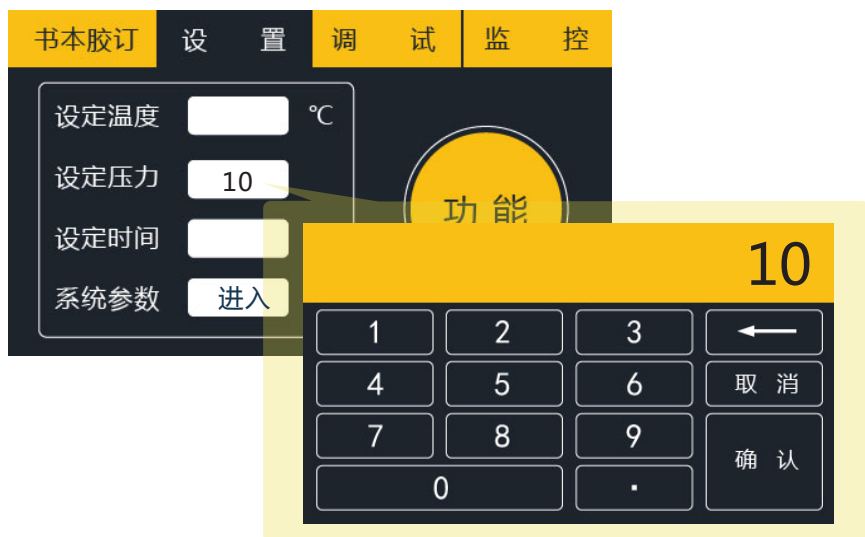 书本胶订 设 置 调 试 监 控
设定温度 ℃
设定压力 10
功 能
设定时间
系统参数 进入
10
1 2 3 ←
4 5 6 取 消
7 8 9 确 认
0 .